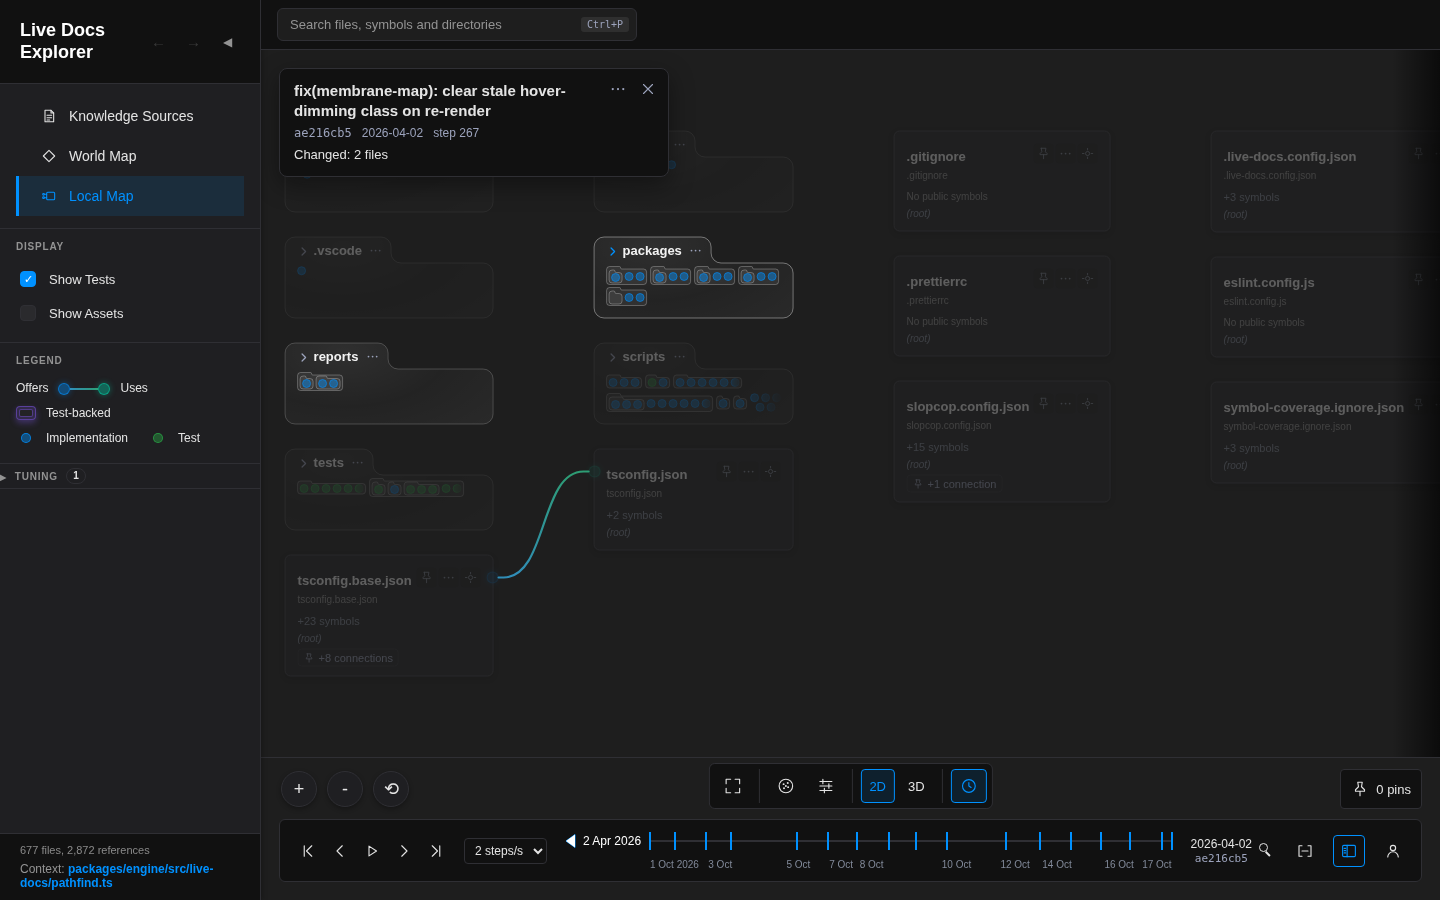 Live Docs
Explorer
Search files, symbols and directories
Ctrl+P
Knowledge Sources
World Map
Local Map
DISPLAY
Show Tests
Show Assets
LEGEND
Offers
Uses
Test-backed
Implementation
Test
TUNING
1
677 files, 2,872 references
Context: packages/engine/src/live-
docs/pathfind.ts
fix(membrane-map): clear stale hover-
dimming class on re-render
ae216cb5 2026-04-02 step 267
Changed: 2 files
.vscode
packages
reports
scripts
tests
tsconfig.json
tsconfig.json
+2 symbols
(root)
tsconfig.base.json
tsconfig.base.json
+23 symbols
(root)
+8 connections
.gitignore
.gitignore
No public symbols
(root)
.prettierrc
.prettierrc
No public symbols
(root)
slopcop.config.json
slopcop.config.json
+15 symbols
(root)
+1 connection
.live-docs.config.json
.live-docs.config.json
+3 symbols
(root)
eslint.config.js
eslint.config.js
No public symbols
(root)
symbol-coverage.ignore.json
symbol-coverage.ignore.json
+3 symbols
(root)
+
-
2D
3D
0 pins
2 steps/s
2 Apr 2026
1 Oct 2026 3 Oct 5 Oct 7 Oct 8 Oct 10 Oct 12 Oct 14 Oct 16 Oct 17 Oct
2026-04-02
ae216cb5